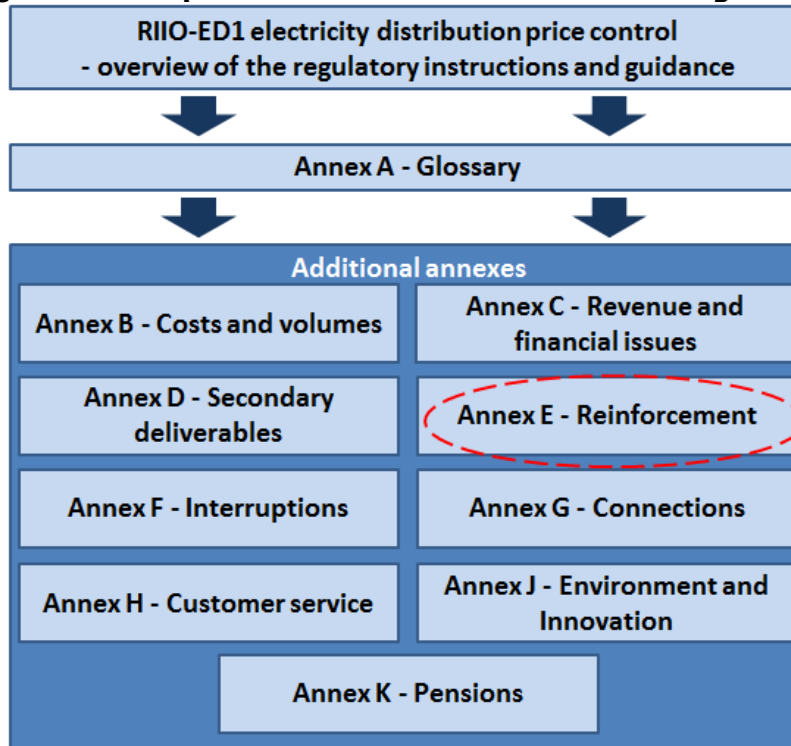 RIIO-ED1 electricity distribution price control
- overview of the regulatory instructions and guidance
Annex A - Glossary
Additional annexes
Annex B - Costs and volumes
Annex C - Revenue and
financial issues
Annex D - Secondary
deliverables
Annex E - Reinforcement
Annex F - Interruptions
Annex G - Connections
Annex H - Customer service
Annex J - Environment and
Innovation
Annex K - Pensions